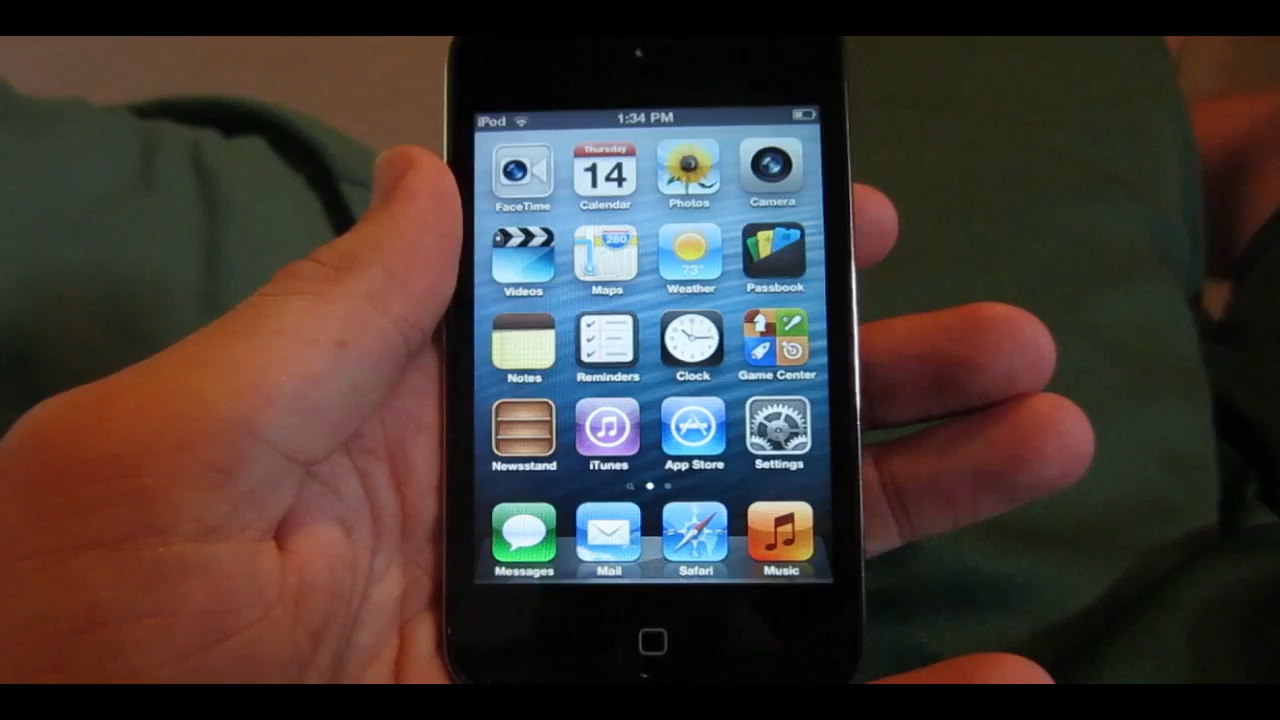 iPod 1:34 PM
Thursday
14
FaceTime Calendar Photos Camera
280
73°
Videos Maps Weather Passbook
Notes Reminders Clock Game Center
Newsstand iTunes App Store Settings
Messages Mail Safari Music